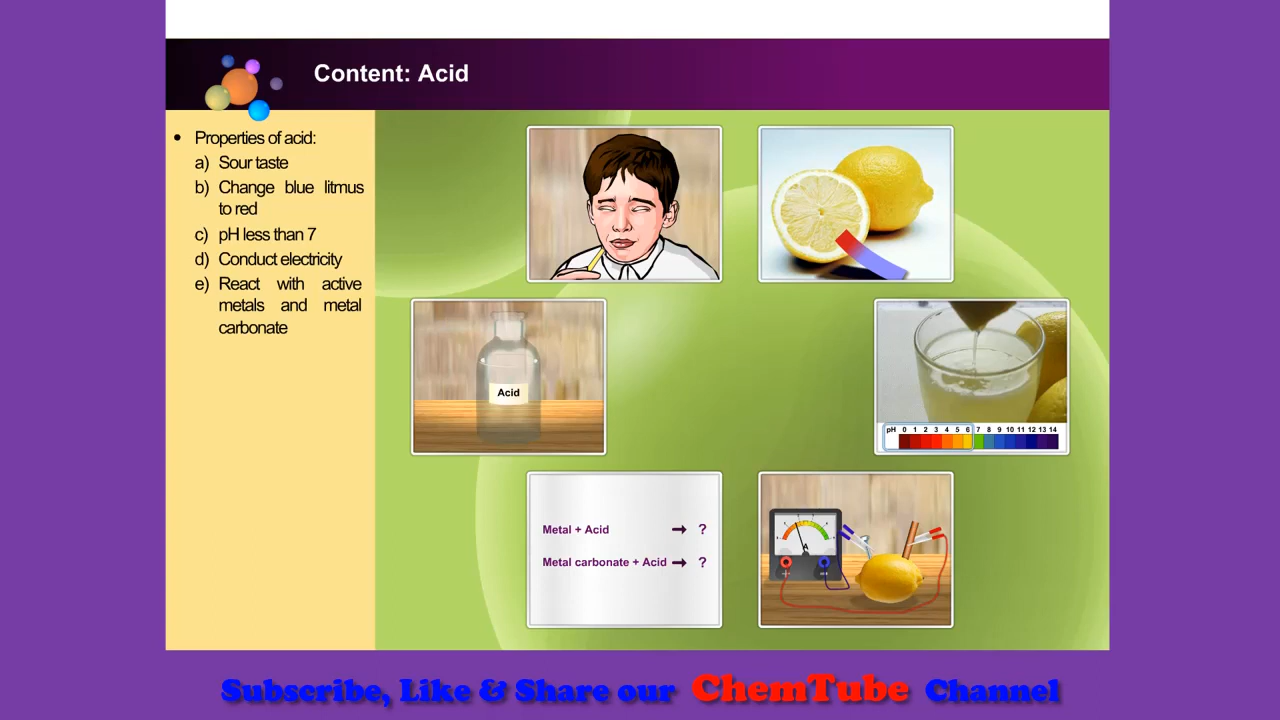 Content: Acid
• Properties of acid:
a) Sour taste
b) Change blue litmus
to red
c) pH less than 7
d) Conduct electricity
e) React with active
metals and metal
carbonate
Acid
pH 0 1 2 3 4 5 6 7 8 9 10 11 12 13 14
Metal + Acid → ?
Metal carbonate + Acid → ?
A
+ −
Subscribe, Like & Share our ChemTube Channel